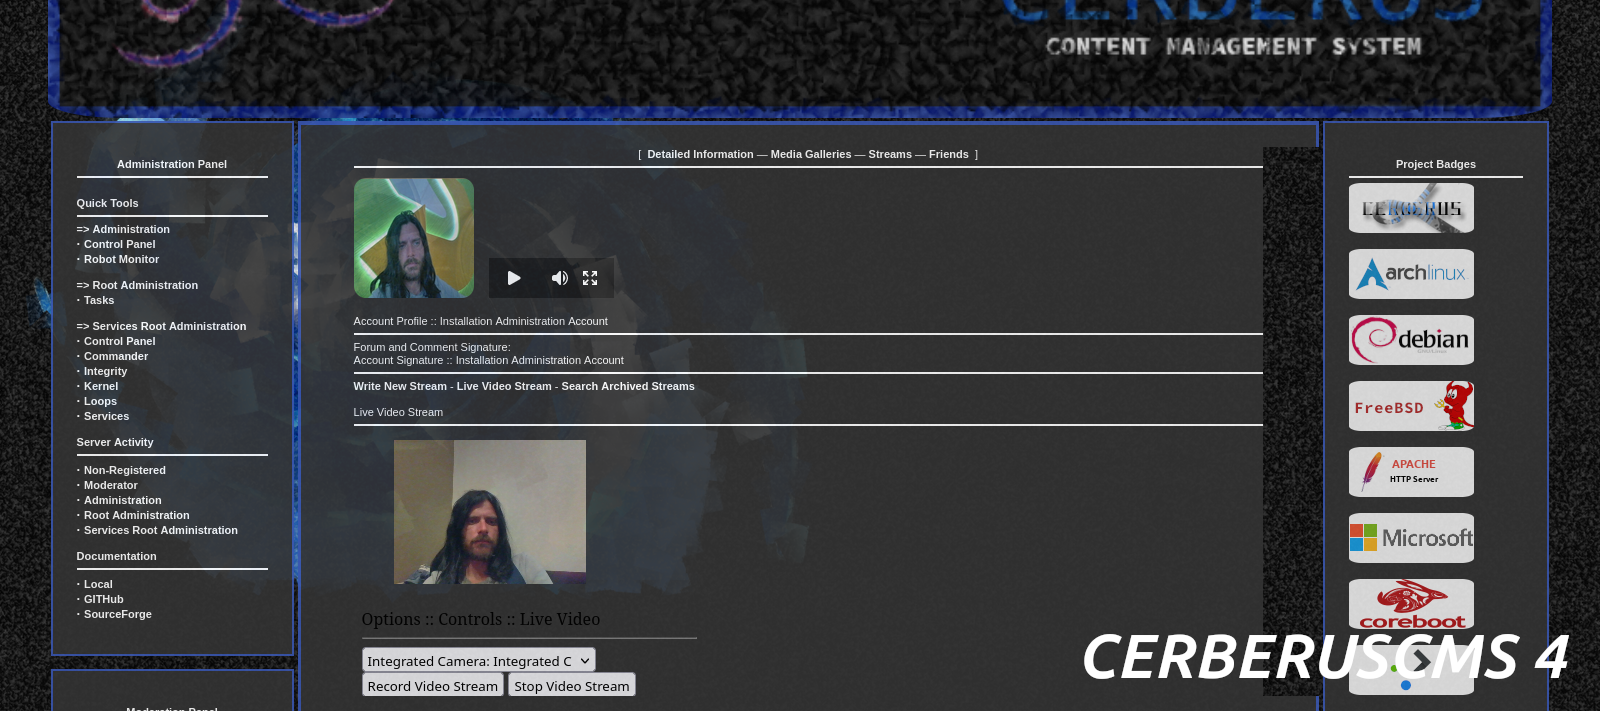 CERBERUS
CONTENT MANAGEMENT SYSTEM
Administration Panel
Quick Tools
=> Administration
· Control Panel
· Robot Monitor
=> Root Administration
· Tasks
=> Services Root Administration
· Control Panel
· Commander
· Integrity
· Kernel
· Loops
· Services
Server Activity
· Non-Registered
· Moderator
· Administration
· Root Administration
· Services Root Administration
Documentation
· Local
· GITHub
· SourceForge
Moderation Panel
[ Detailed Information — Media Galleries — Streams — Friends ]
Account Profile :: Installation Administration Account
Forum and Comment Signature:
Account Signature :: Installation Administration Account
Write New Stream - Live Video Stream - Search Archived Streams
Live Video Stream
Options :: Controls :: Live Video
Integrated Camera: Integrated C
Record Video Stream Stop Video Stream
Project Badges
CERBERUS
archlinux
debian
FreeBSD
APACHE
HTTP Server
Microsoft
coreboot
CERBERUSCMS 4